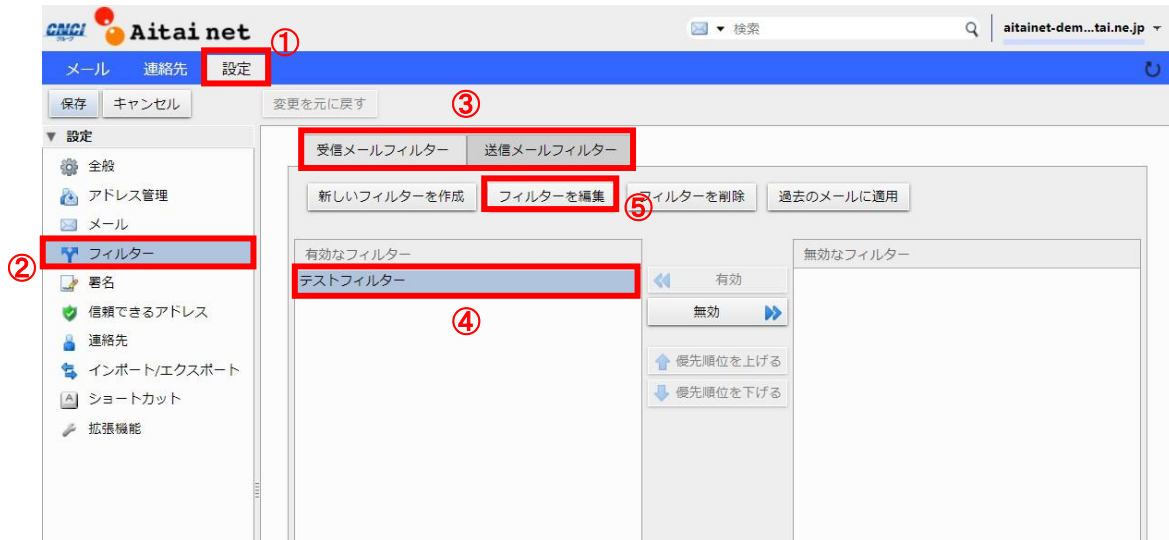 CNCI グループ Aitai net
① 
検索
aitainet-dem...tai.ne.jp
メール 連絡先 設定
保存 キャンセル 変更を元に戻す
③
設定
全般
アドレス管理
メール
② フィルター
署名
信頼できるアドレス
連絡先
インポート/エクスポート
ショートカット
拡張機能
受信メールフィルター 送信メールフィルター
新しいフィルターを作成 フィルターを編集 ⑤ フィルターを削除 過去のメールに適用
有効なフィルター
テストフィルター
④
有効
無効
優先順位を上げる
優先順位を下げる
無効なフィルター